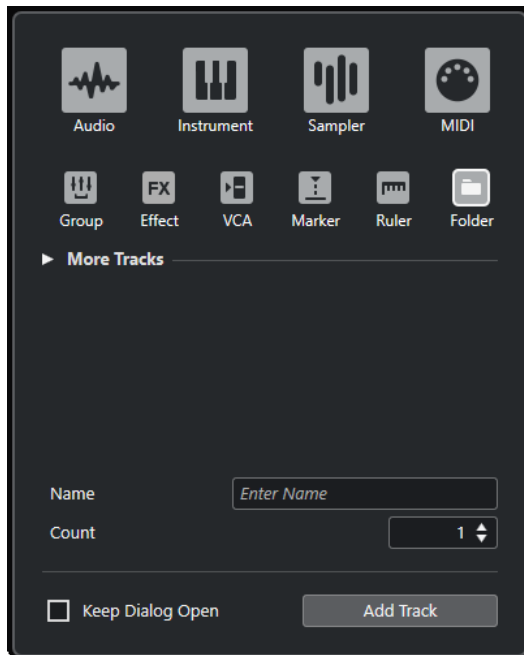 Audio Instrument Sampler MIDI
FX
Group Effect VCA Marker Ruler Folder
More Tracks
Name Enter Name
Count 1
Keep Dialog Open Add Track